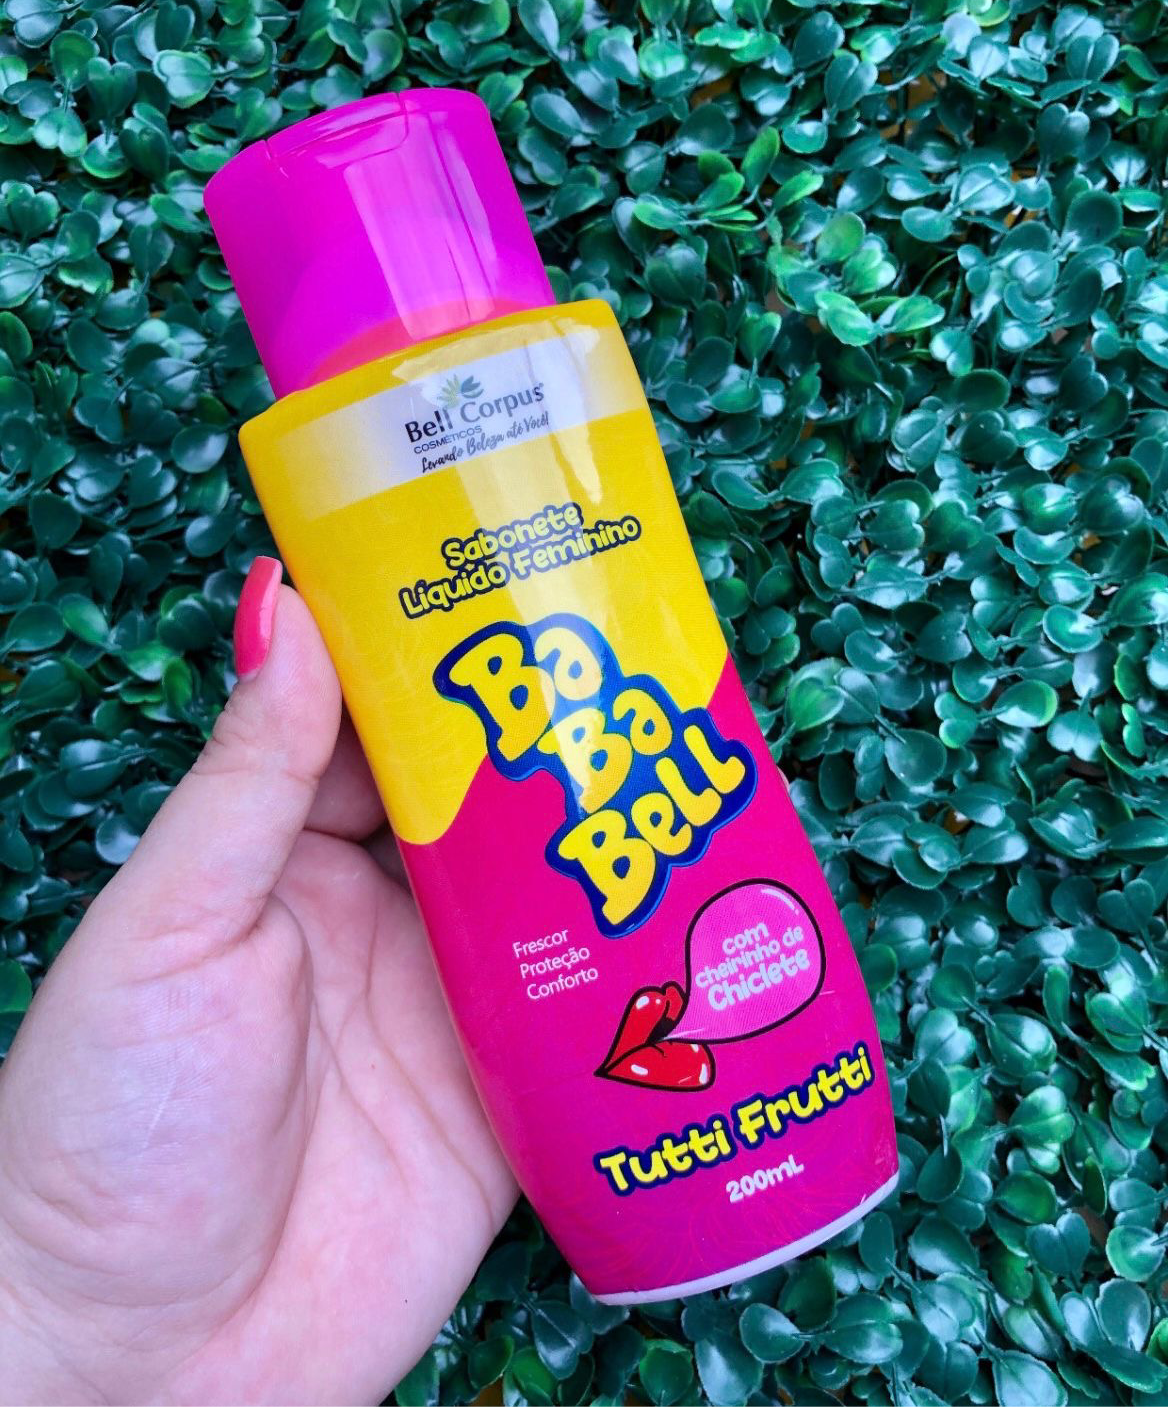 Bell Corpus®
COSMÉTICOS
Levando Beleza até Você!
Sabonete
Líquido Feminino
Ba
Ba
Bell
Frescor
Proteção
Conforto
com
cheirinho de
Chiclete
Tutti Frutti
200mL